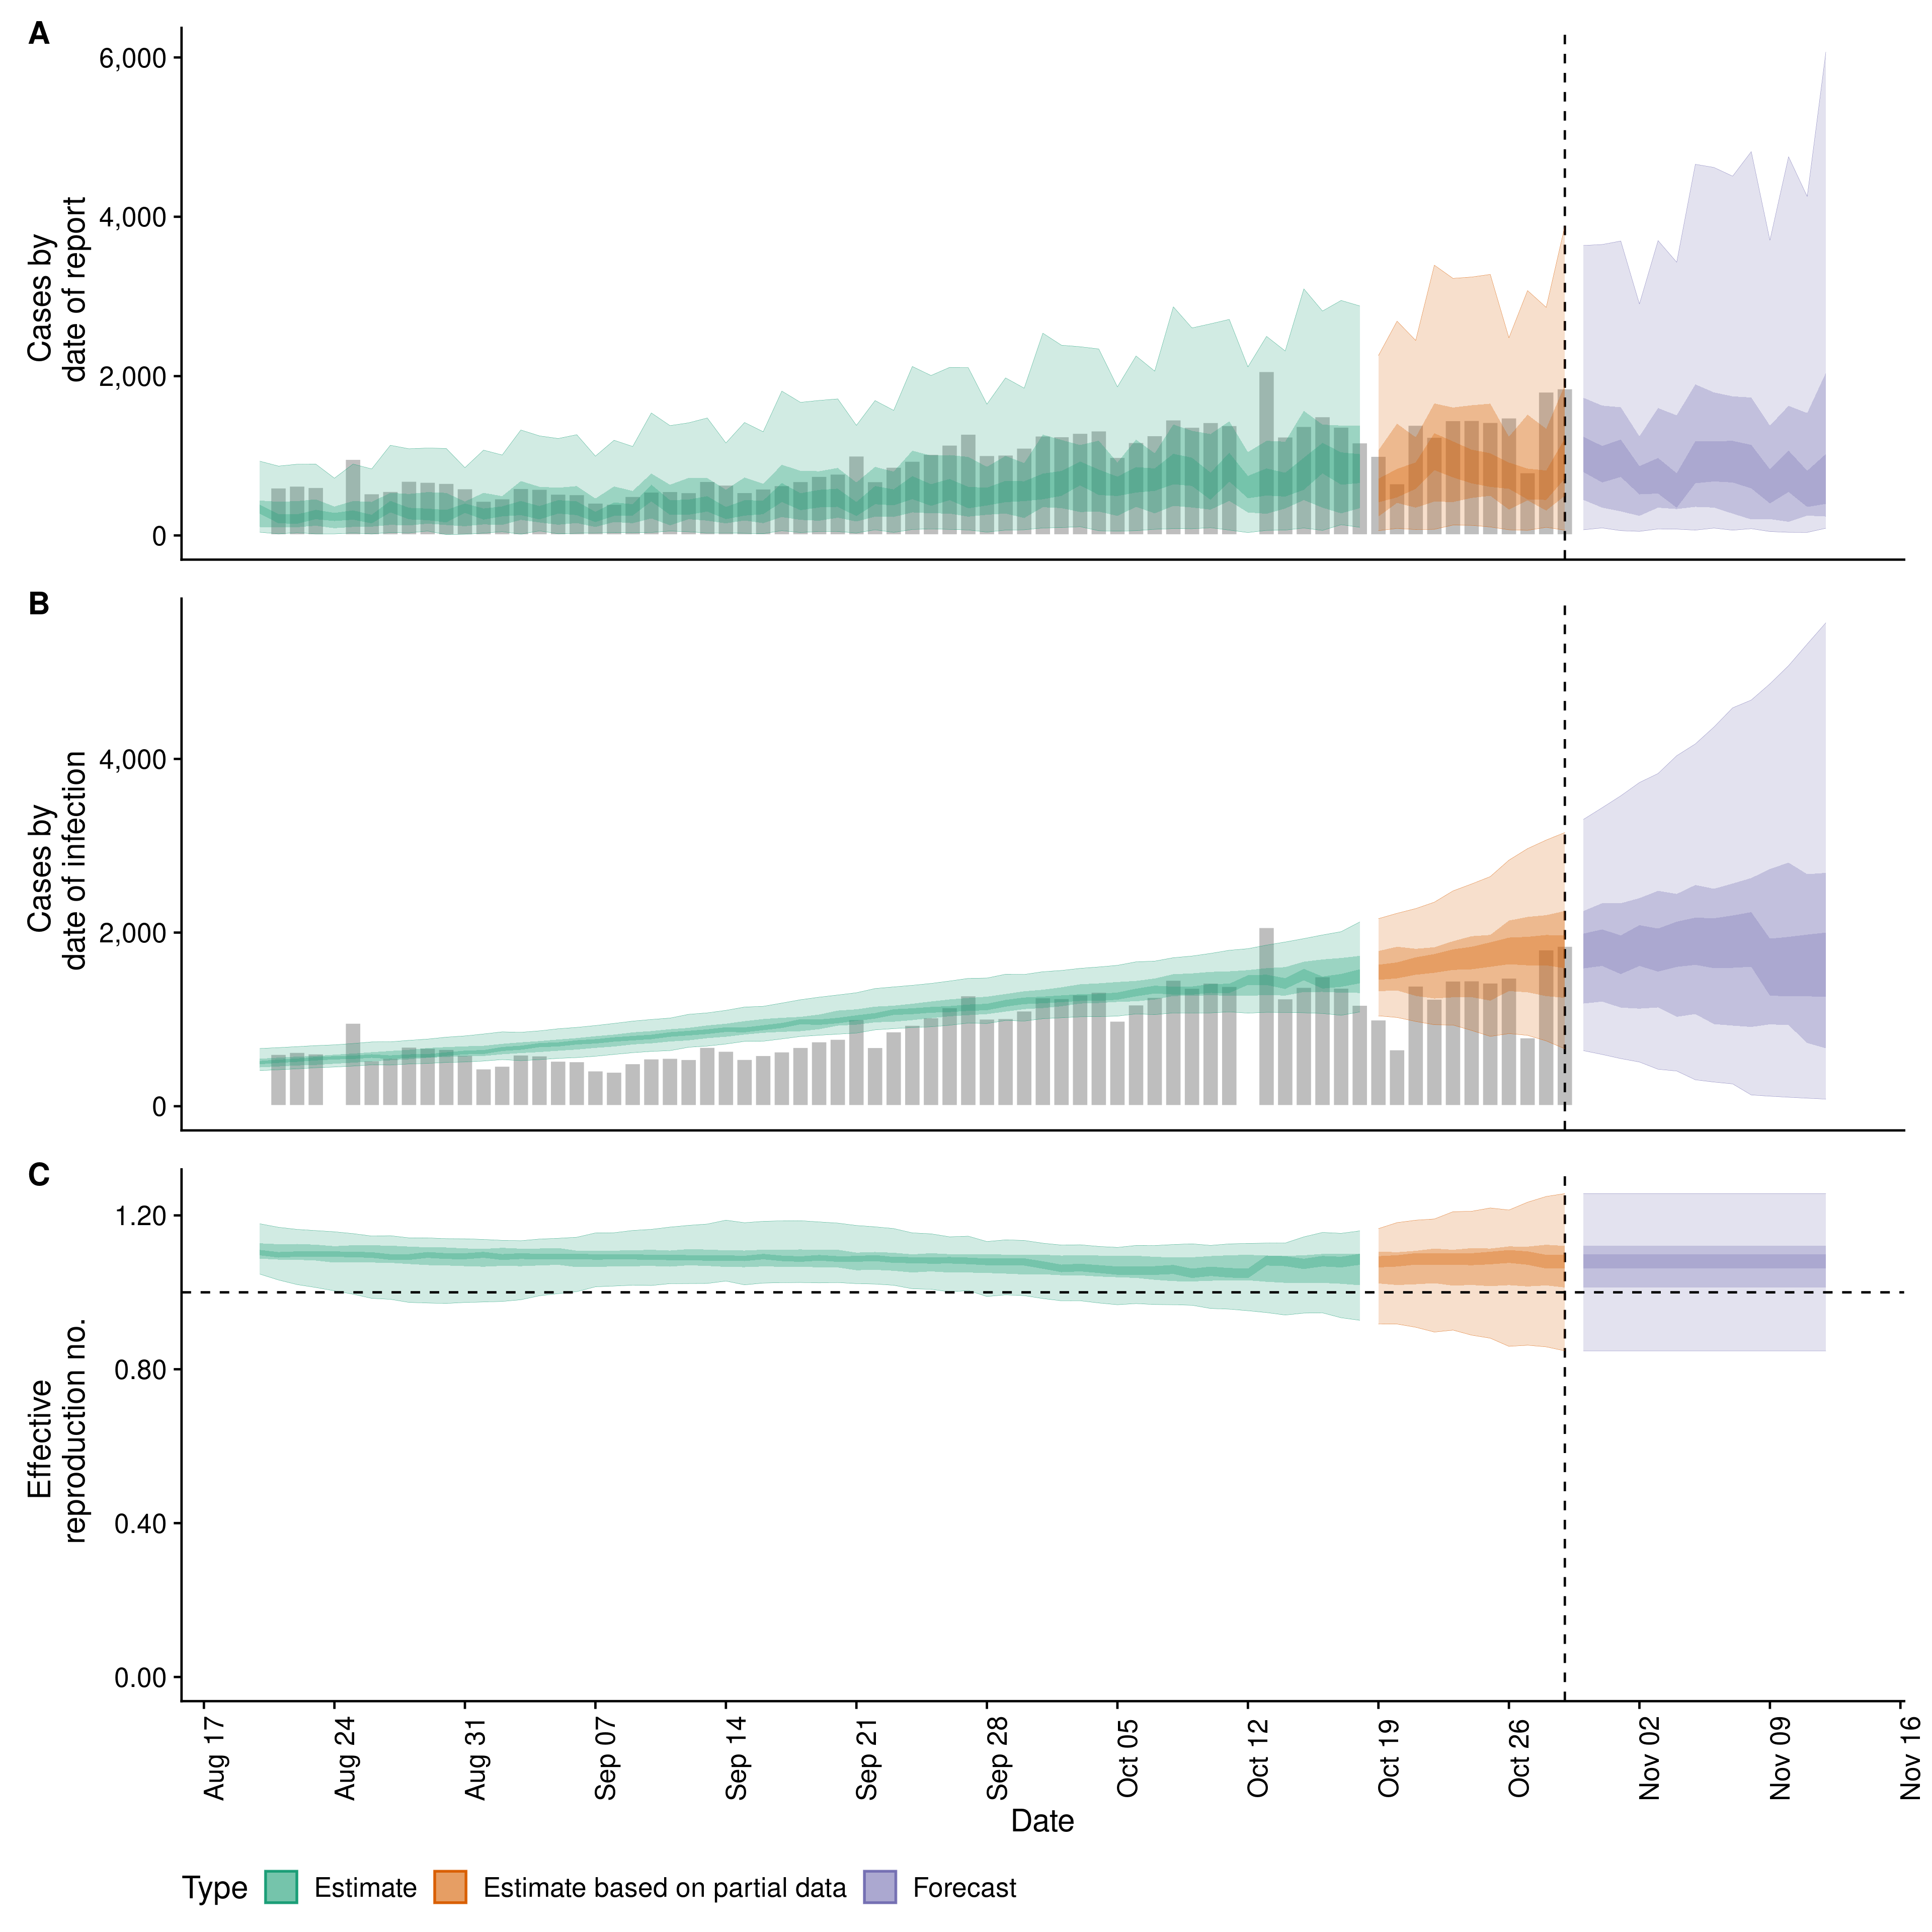 A
6,000
4,000
2,000
0
Cases by
date of report
B
4,000
2,000
0
Cases by
date of infection
C
1.20
0.80
0.40
0.00
Effective
reproduction no.
Aug 17
Aug 24
Aug 31
Sep 07
Sep 14
Sep 21
Sep 28
Oct 05
Oct 12
Oct 19
Oct 26
Nov 02
Nov 09
Nov 16
Date
Type Estimate Estimate based on partial data Forecast